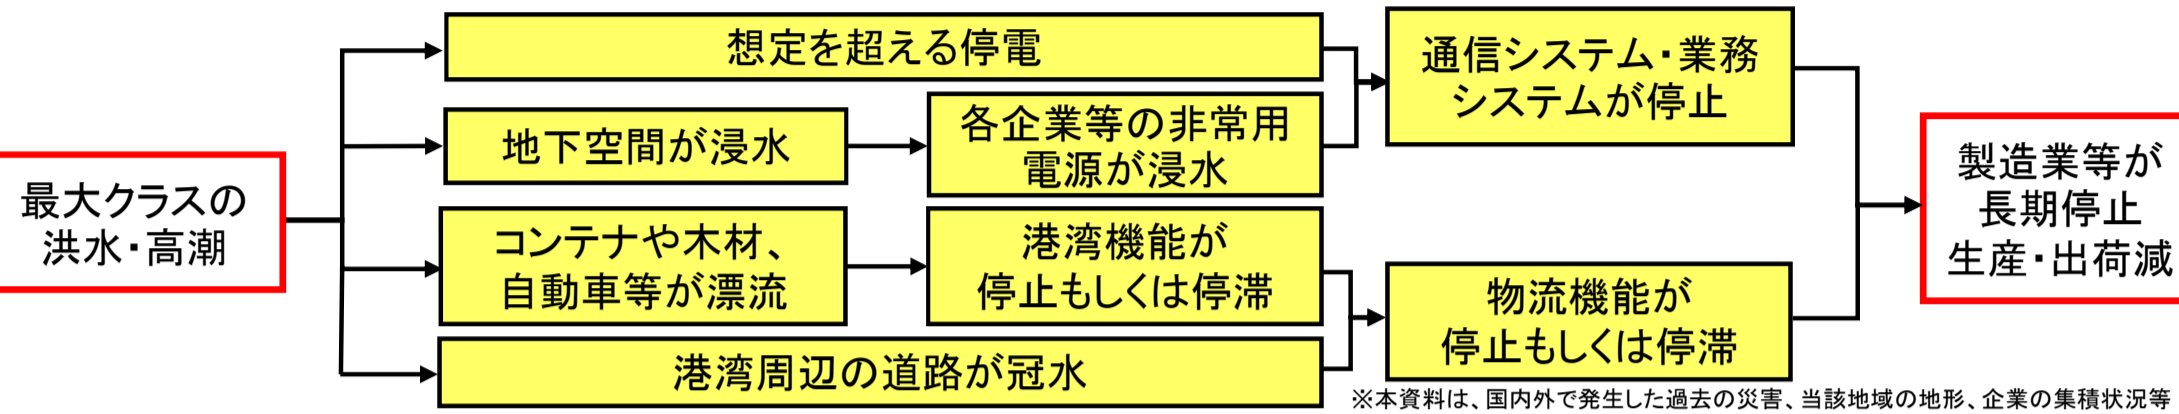 最大クラスの
洪水・高潮
想定を超える停電
地下空間が浸水
各企業等の非常用
電源が浸水
コンテナや木材、
自動車等が漂流
港湾機能が
停止もしくは停滞
港湾周辺の道路が冠水
通信システム・業務
システムが停止
物流機能が
停止もしくは停滞
製造業等が
長期停止
生産・出荷減
※本資料は、国内外で発生した過去の災害、当該地域の地形、企業の集積状況等